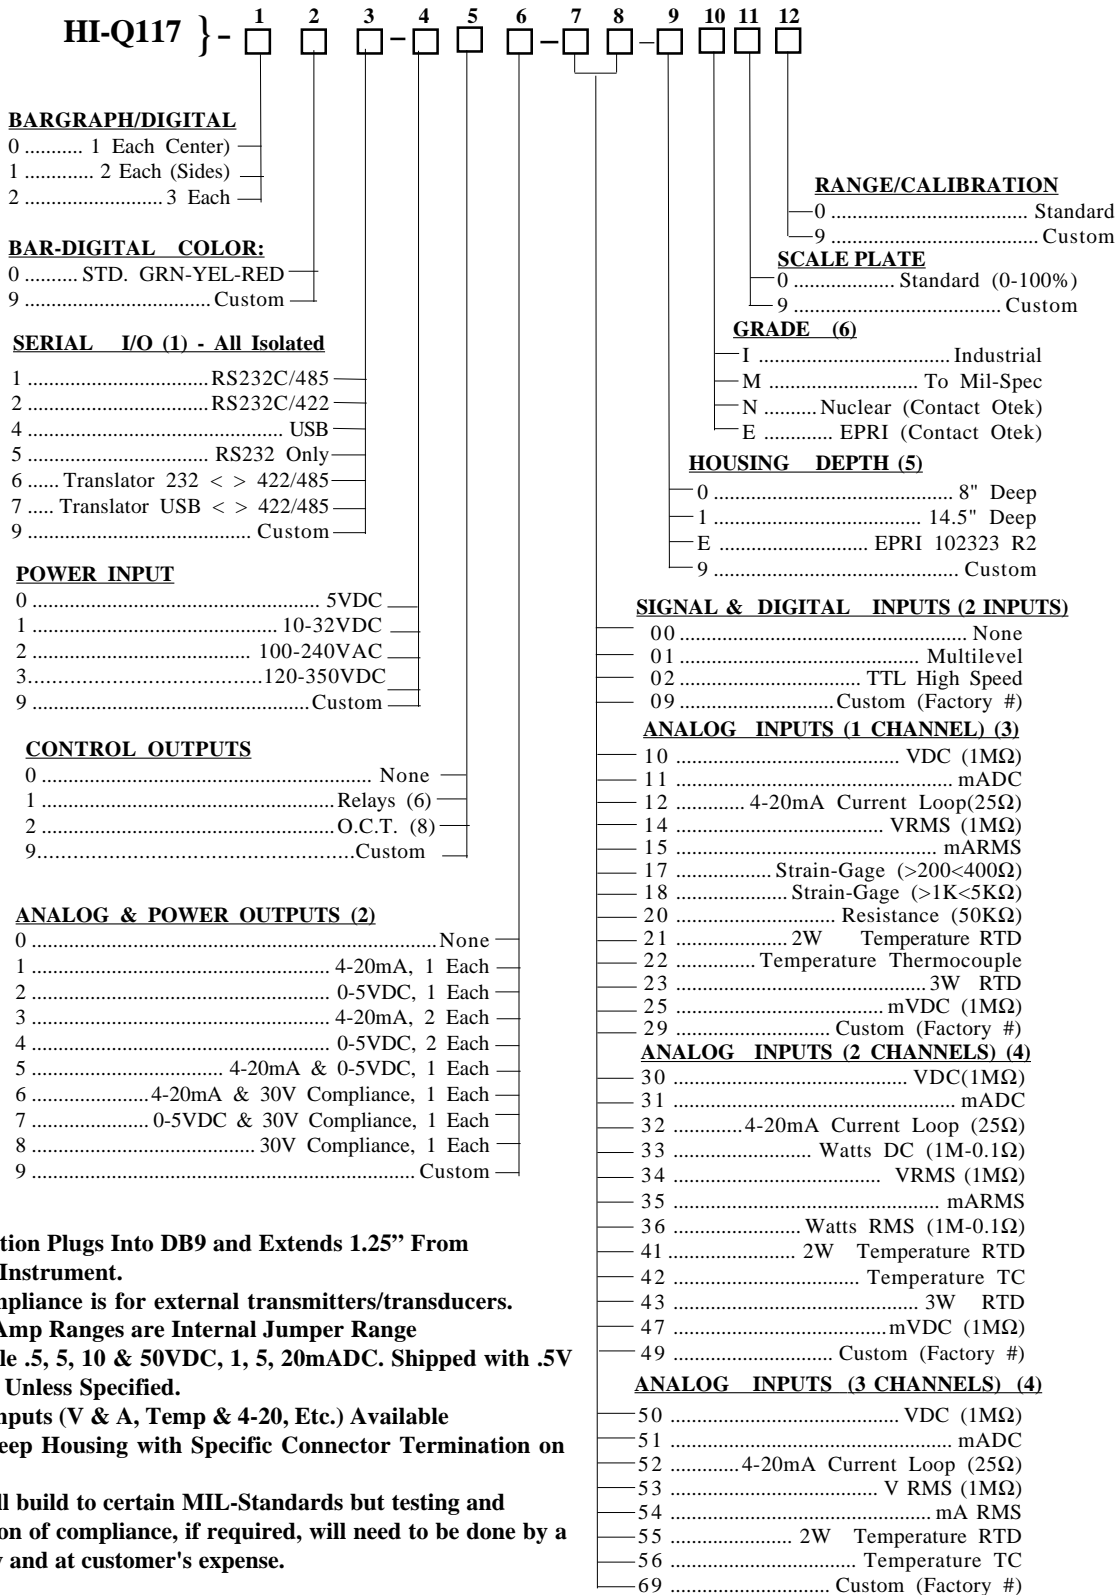 HI-Q117 } - 1 2 3 - 4 5 6 - 7 8 - 9 10 11 12
BARGRAPH/DIGITAL
0 ........... 1 Each Center)
1 ............. 2 Each (Sides)
2 .......................... 3 Each
BAR-DIGITAL COLOR:
0 .......... STD. GRN-YEL-RED
9 ................................... Custom
SERIAL I/O (1) - All Isolated
1 .................................. RS232C/485
2 .................................. RS232C/422
4 ................................................ USB
5 .................................. RS232 Only
6 ...... Translator 232 < > 422/485
7 ..... Translator USB < > 422/485
9 .......................................... Custom
POWER INPUT
0 ...................................................... 5VDC
1 .............................................. 10-32VDC
2 ......................................... 100-240VAC
3............................................120-350VDC
9 .................................................... Custom
CONTROL OUTPUTS
0 .............................................................. None
1 .......................................................Relays (6)
2 .......................................................O.C.T. (8)
9............................................................Custom
ANALOG & POWER OUTPUTS (2)
0 ............................................................................None
1 ........................................................ 4-20mA, 1 Each
2 ........................................................ 0-5VDC, 1 Each
3 ........................................................ 4-20mA, 2 Each
4 ........................................................ 0-5VDC, 2 Each
5 .................................... 4-20mA & 0-5VDC, 1 Each
6 ......................4-20mA & 30V Compliance, 1 Each
7 ...................... 0-5VDC & 30V Compliance, 1 Each
8 .......................................... 30V Compliance, 1 Each
9 ........................................................................ Custom
tion Plugs Into DB9 and Extends 1.25” From
Instrument.
mpliance is for external transmitters/transducers.
Amp Ranges are Internal Jumper Range
le .5, 5, 10 & 50VDC, 1, 5, 20mADC. Shipped with .5V
Unless Specified.
nputs (V & A, Temp & 4-20, Etc.) Available
eep Housing with Specific Connector Termination on
ll build to certain MIL-Standards but testing and
ion of compliance, if required, will need to be done by a
y and at customer's expense.
RANGE/CALIBRATION
0 ..................................... Standard
9 ....................................... Custom
SCALE PLATE
0 ................... Standard (0-100%)
9 ....................................... Custom
GRADE (6)
I .................................... Industrial
M ............................ To Mil-Spec
N .......... Nuclear (Contact Otek)
E ............. EPRI (Contact Otek)
HOUSING DEPTH (5)
0 ............................................. 8" Deep
1 ....................................... 14.5" Deep
E ............................ EPRI 102323 R2
9 .............................................. Custom
SIGNAL & DIGITAL INPUTS (2 INPUTS)
00 ...................................................... None
01 ............................................. Multilevel
02 .................................. TTL High Speed
09 .............................Custom (Factory #)
ANALOG INPUTS (1 CHANNEL) (3)
10 .......................................... VDC (1MΩ)
11 .................................................... mADC
12 ............. 4-20mA Current Loop(25Ω)
14 ....................................... VRMS (1MΩ)
15 ................................................. mARMS
17 .................. Strain-Gage (>200<400Ω)
18 ..................... Strain-Gage (>1K<5KΩ)
20 .............................. Resistance (50KΩ)
21 ..................... 2W Temperature RTD
22 ............... Temperature Thermocouple
23 ............................................... 3W RTD
25 ....................................... mVDC (1MΩ)
29 ............................. Custom (Factory #)
ANALOG INPUTS (2 CHANNELS) (4)
30 ............................................ VDC(1MΩ)
31 ..................................................... mADC
32 .............4-20mA Current Loop (25Ω)
33 .......................... Watts DC (1M-0.1Ω)
34 ....................................... VRMS (1MΩ)
35 .................................................. mARMS
36 ........................ Watts RMS (1M-0.1Ω)
41 ........................ 2W Temperature RTD
42 ................................... Temperature TC
43 .............................................. 3W RTD
47 ........................................mVDC (1MΩ)
49 .............................. Custom (Factory #)
ANALOG INPUTS (3 CHANNELS) (4)
50 ........................................... VDC (1MΩ)
51 ..................................................... mADC
52 .............4-20mA Current Loop (25Ω)
53 ....................................... V RMS (1MΩ)
54 ................................................. mA RMS
55 ....................... 2W Temperature RTD
56 ................................... Temperature TC
69 .............................. Custom (Factory #)